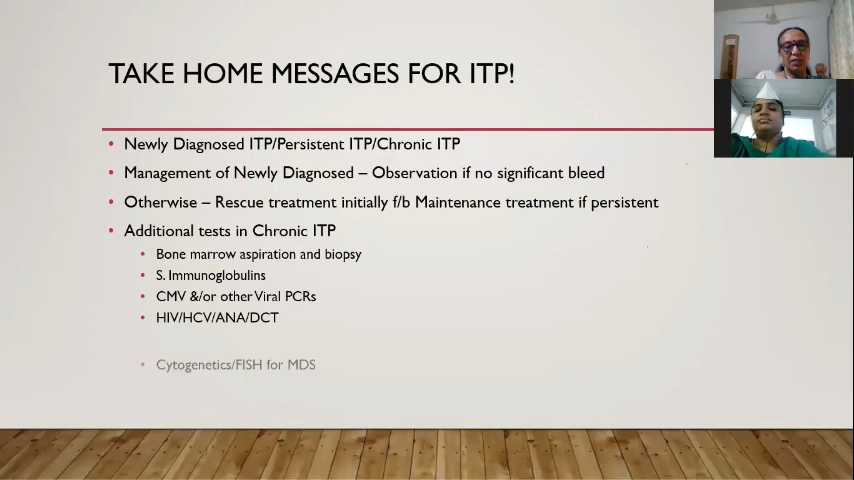 TAKE HOME MESSAGES FOR ITP!
• Newly Diagnosed ITP/Persistent ITP/Chronic ITP
• Management of Newly Diagnosed – Observation if no significant bleed
• Otherwise – Rescue treatment initially f/b Maintenance treatment if persistent
• Additional tests in Chronic ITP
• Bone marrow aspiration and biopsy
• S. Immunoglobulins
• CMV &/or other Viral PCRs
• HIV/HCV/ANA/DCT
• Cytogenetics/FISH for MDS